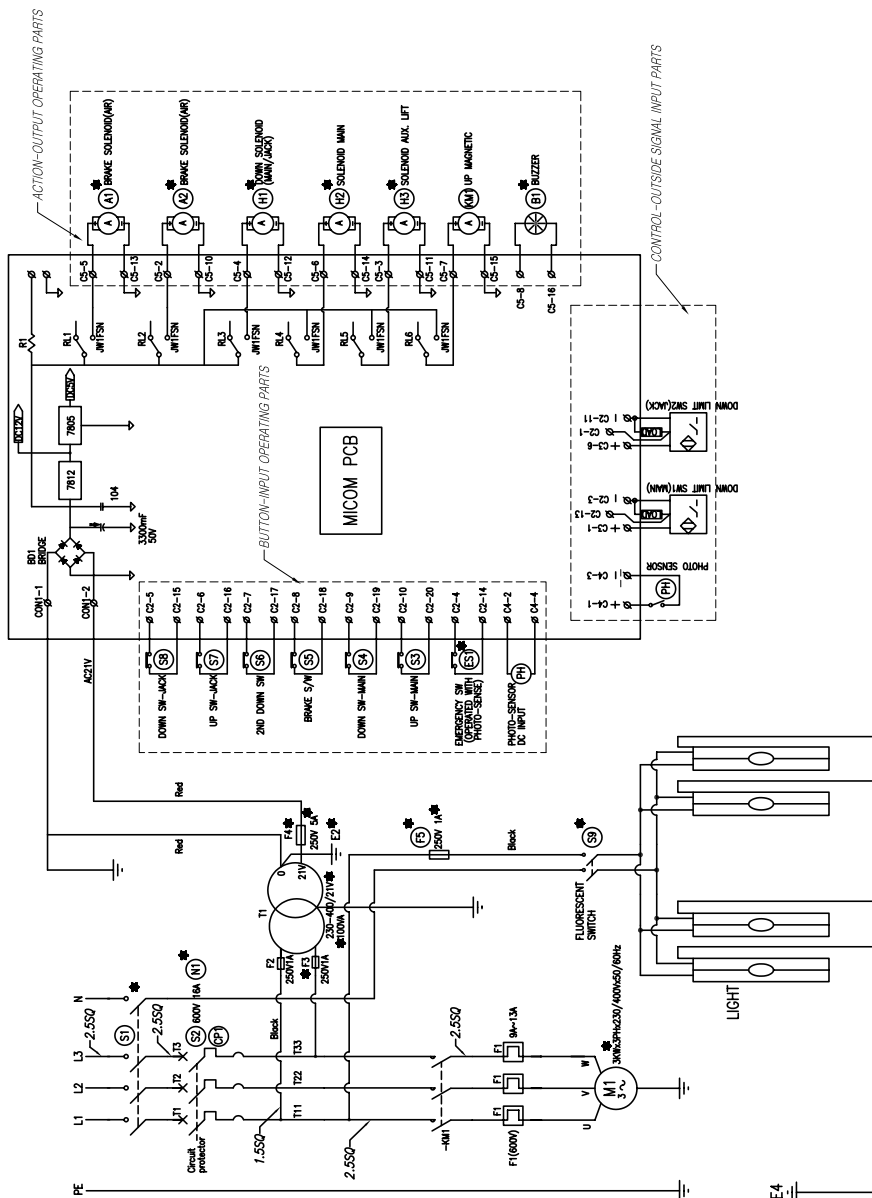 ACTION-OUTPUT OPERATING PARTS
A1 BRAKE SOLENOID(AIR)
A2 BRAKE SOLENOID(AIR)
H1 DOWN SOLENOID
(MAIN/JACK)
H2 SOLENOID MAIN
H3 SOLENOID AUX. LIFT
KM1 UP MAGNETIC
B1 BUZZER
A
A
A
A
A
A
C5-5
C5-13
C5-2
C5-10
C5-4
C5-12
C5-6
C5-14
C5-3
C5-11
C5-7
C5-15
C5-8
C5-16
R1
RL1
JW1FSN
RL2
JW1FSN
RL3
JW1FSN
RL4
JW1FSN
RL5
JW1FSN
RL6
JW1FSN
DC12V
DC5V
7805
7812
104
3300mF
50V
BD1
BRIDGE
CON1-1
CON1-2
AC21V
MICOM PCB
BUTTON-INPUT OPERATING PARTS
C2-5
C2-15
S8
DOWN SW-JACK
C2-6
C2-16
S7
UP SW-JACK
C2-7
C2-17
S6
2ND DOWN SW
C2-8
C2-18
S5
BRAKE S/W
C2-9
C2-19
S4
DOWN SW-MAIN
C2-10
C2-20
S3
UP SW-MAIN
C2-4
C2-14
ES1
EMERGENCY SW
(OPERATED WITH
PHOTO-SENSE)
C4-2
C4-4
PH
PHOTO-SENSOR
DC INPUT
CONTROL-OUTSIDE SIGNAL INPUT PARTS
DOWN LIMIT SW2(JACK)
C2-11
C2-1
C3-6
LOAD
DOWN LIMIT SW1(MAIN)
C2-3
C2-13
C3-1
LOAD
PHOTO SENSOR
C4-3
C4-1
PH
Red
Red
F4
250V 5A
E2
0
21V
T1
230-400/21V
100VA
F2
250V1A
F3
250V1A
F5
250V 1A
Black
Black
S9
FLUORESCENT
SWITCH
LIGHT
PE
L1
L2
L3
N
2.5SQ
S1
2.5SQ
T1
T2
T3
S2
600V 16A
N1
CP1
Circuit
protector
T11
T22
T33
1.5SQ
2.5SQ
2.5SQ
-KM1
F1
F1
F1
F1(600V)
9A~13A
U
V
W
M1
3~
3KWx3PHx230/400Vx50/60Hz
E4